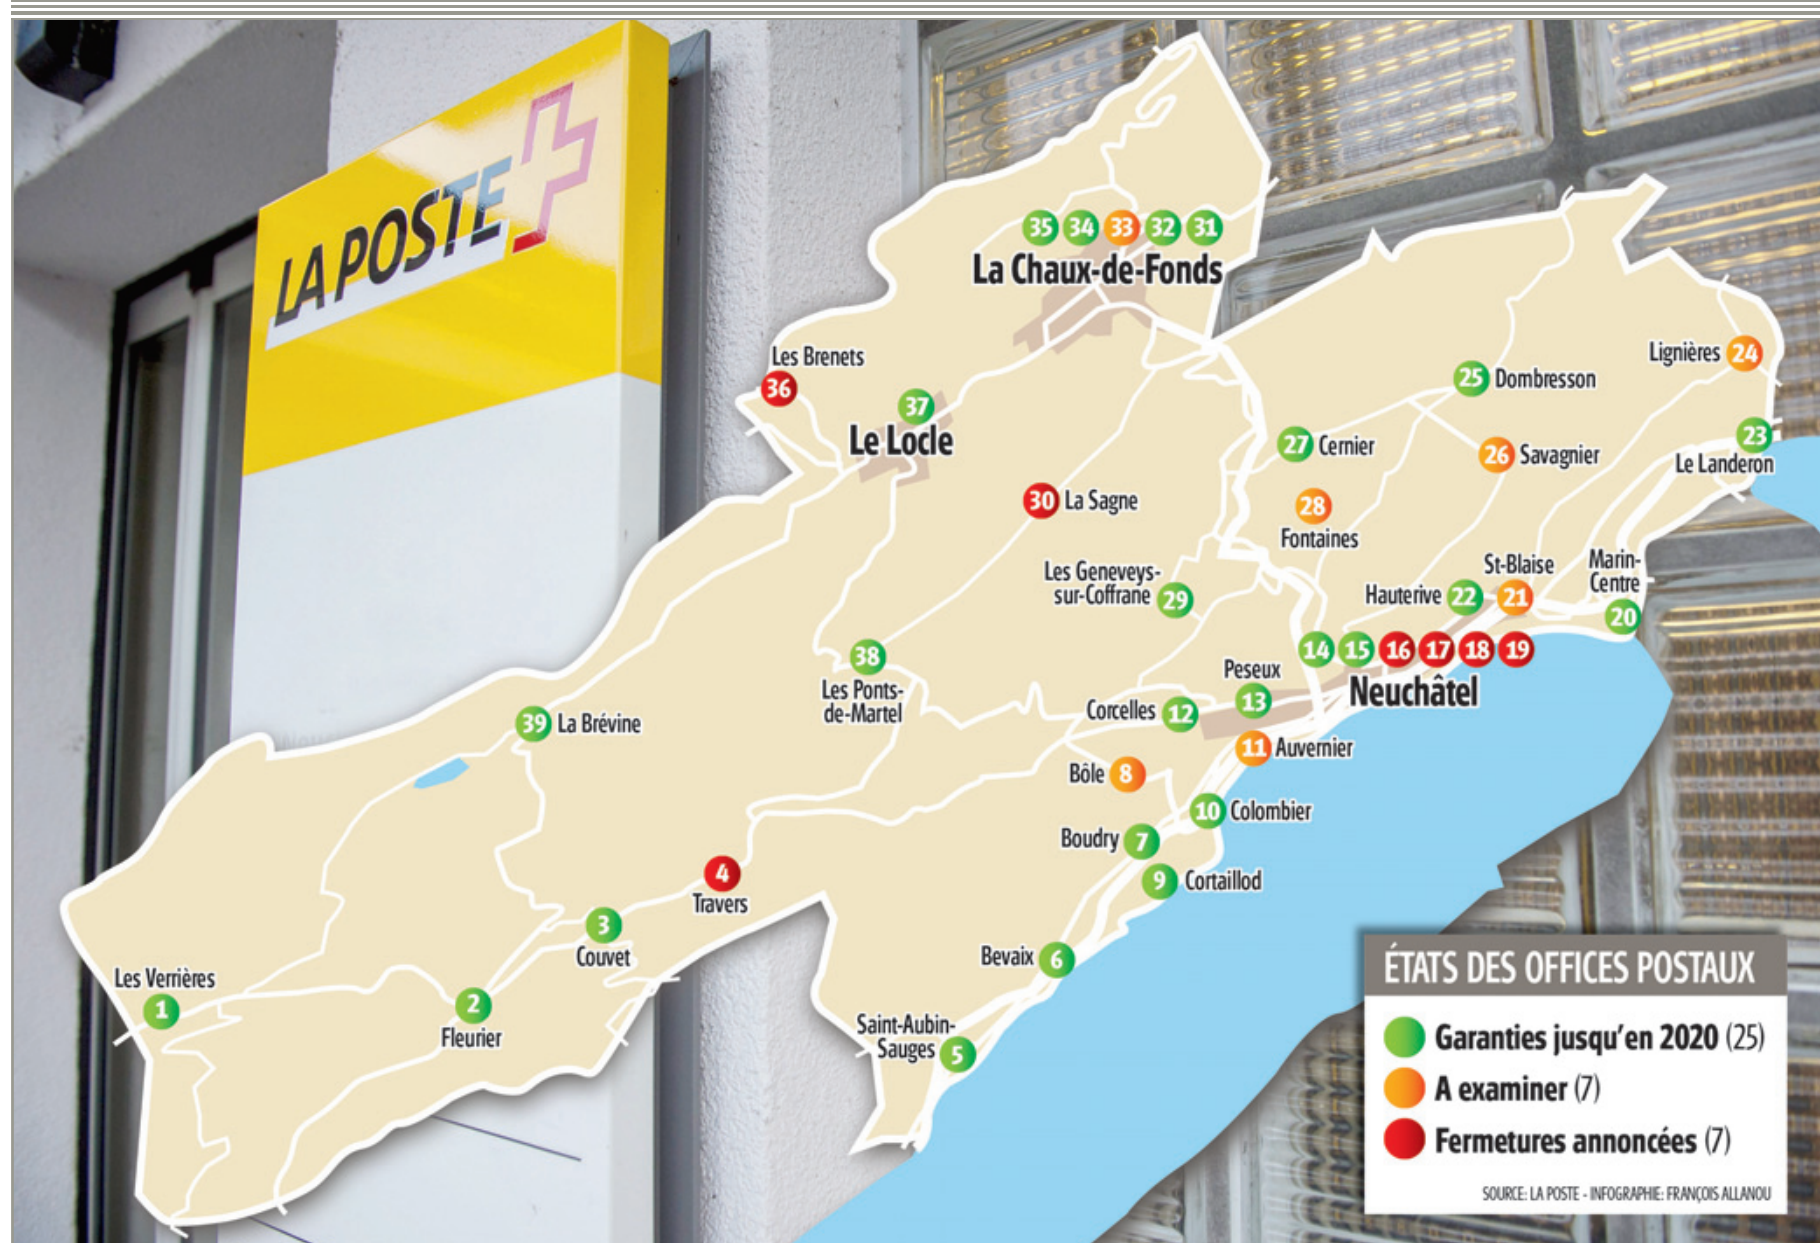 LA POSTE
35 34 33 32 31
La Chaux-de-Fonds
Les Brenets
36
37
Le Locle
30 La Sagne
Lignières 24
25 Dombresson
23
Le Landeron
27 Cernier
26 Savagnier
28
Fontaines
Les Geneveys-
sur-Coffrane 29
St-Blaise
Hauterive 22 21
Marin-
Centre
20
14 15 16 17 18 19
Neuchâtel
Peseux
13
Corcelles 12
11 Auvernier
Bôle 8
10 Colombier
Boudry 7
9 Cortaillod
38
Les Ponts-
de-Martel
39 La Brévine
4
Travers
3
Couvet
Les Verrières
1
2
Fleurier
Bevaix 6
Saint-Aubin-
Sauges 5
ÉTATS DES OFFICES POSTAUX
Garanties jusqu'en 2020 (25)
A examiner (7)
Fermetures annoncées (7)
SOURCE: LA POSTE - INFOGRAPHIE: FRANÇOIS ALLANOU